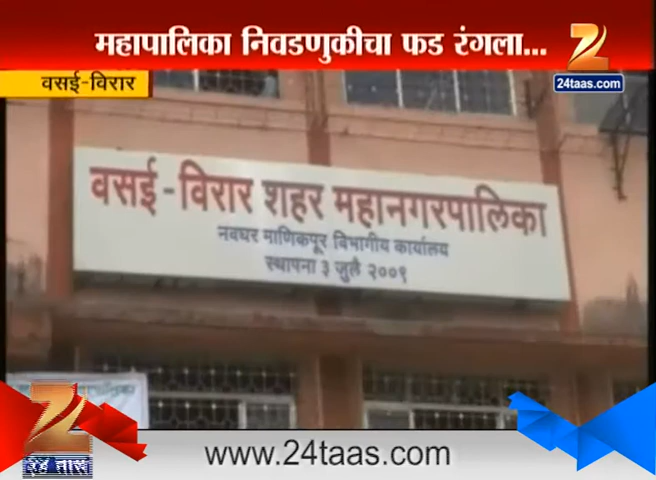 महापालिका निवडणुकीचा फड रंगला...
24taas.com
वसई-विरार
वसई - विरार शहर महानगरपालिका
नवघर माणिकपूर विभागीय कार्यालय
स्थापना ३ जुलै २००९
www.24taas.com
२४ तास